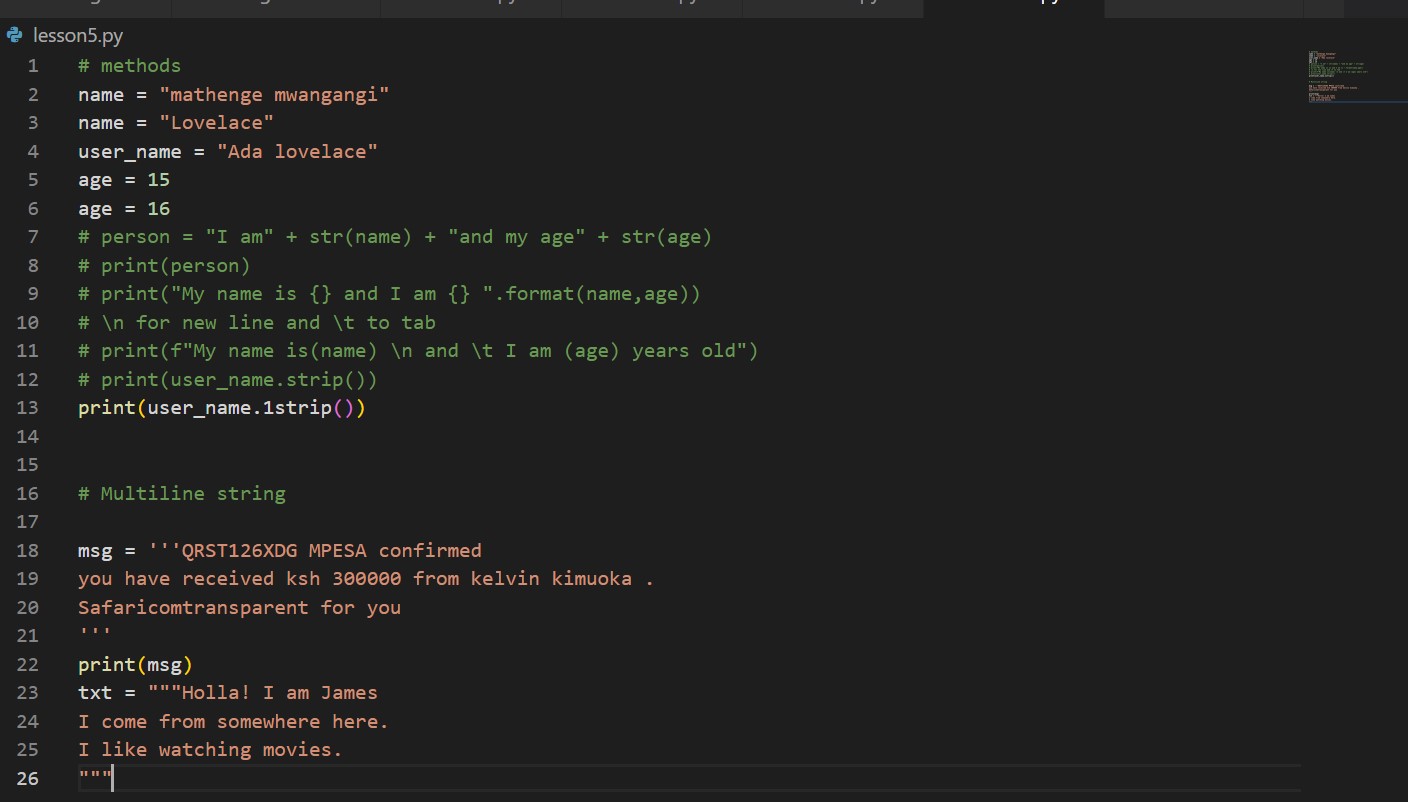 lesson5.py
1 # methods
2 name = "mathenge mwangangi"
3 name = "Lovelace"
4 user_name = "Ada lovelace"
5 age = 15
6 age = 16
7 # person = "I am" + str(name) + "and my age" + str(age)
8 # print(person)
9 # print("My name is {} and I am {} ".format(name,age))
10 # \n for new line and \t to tab
11 # print(f"My name is(name) \n and \t I am (age) years old")
12 # print(user_name.strip())
13 print(user_name.1strip())
14
15
16 # Multiline string
17
18 msg = '''QRST126XDG MPESA confirmed
19 you have received ksh 300000 from kelvin kimuoka .
20 Safaricomtransparent for you
21 '''
22 print(msg)
23 txt = """Holla! I am James
24 I come from somewhere here.
25 I like watching movies.
26 """